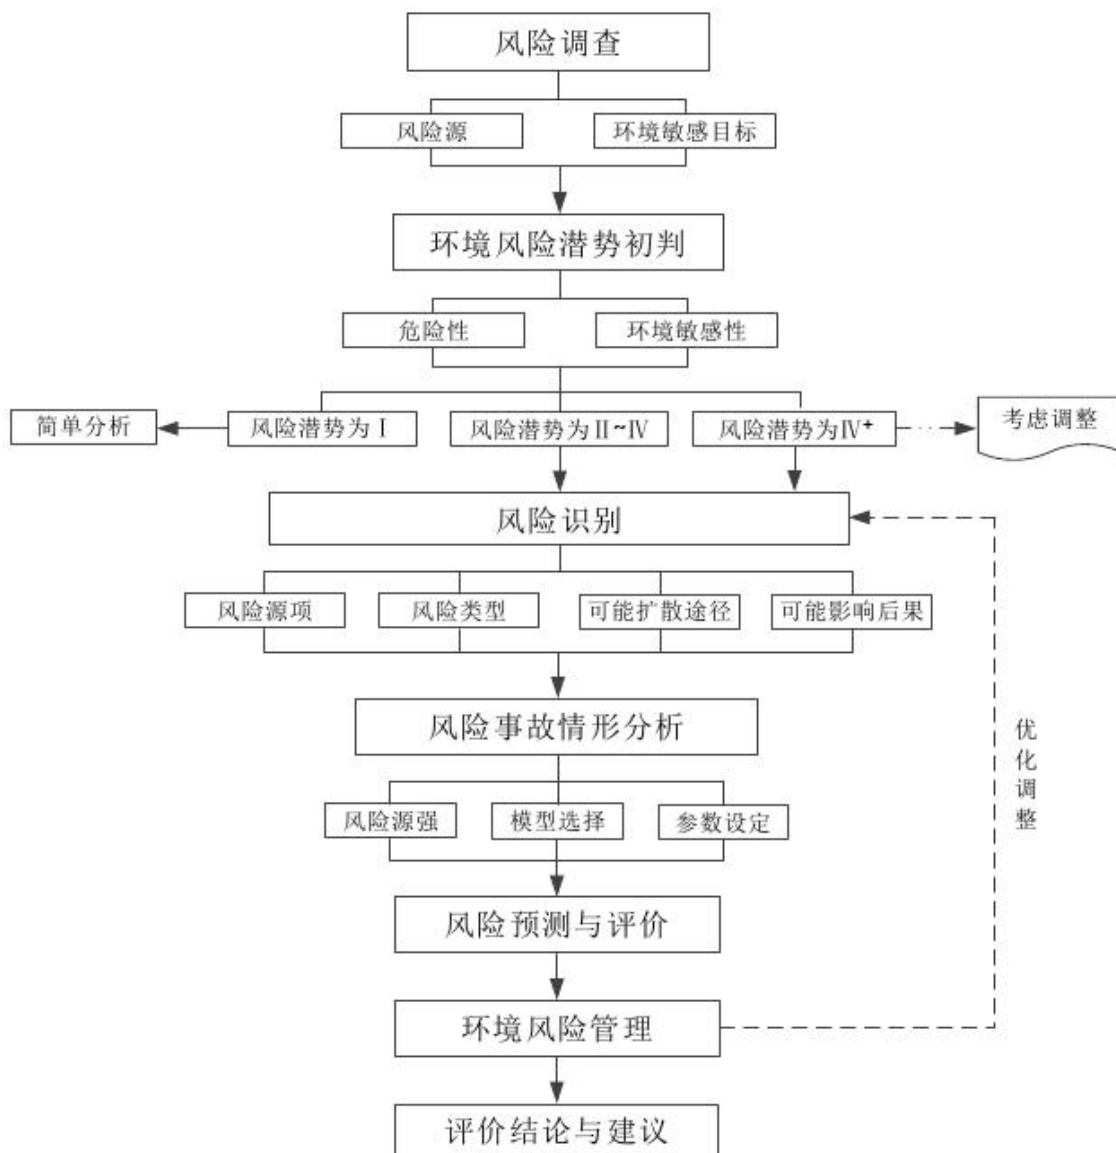 风险调查
风险源
环境敏感目标
环境风险潜势初判
危险性
环境敏感性
简单分析
风险潜势为Ⅰ
风险潜势为Ⅱ~Ⅳ
风险潜势为Ⅳ⁺
考虑调整
风险识别
风险源项
风险类型
可能扩散途径
可能影响后果
风险事故情形分析
优化调整
风险源强
模型选择
参数设定
风险预测与评价
环境风险管理
评价结论与建议